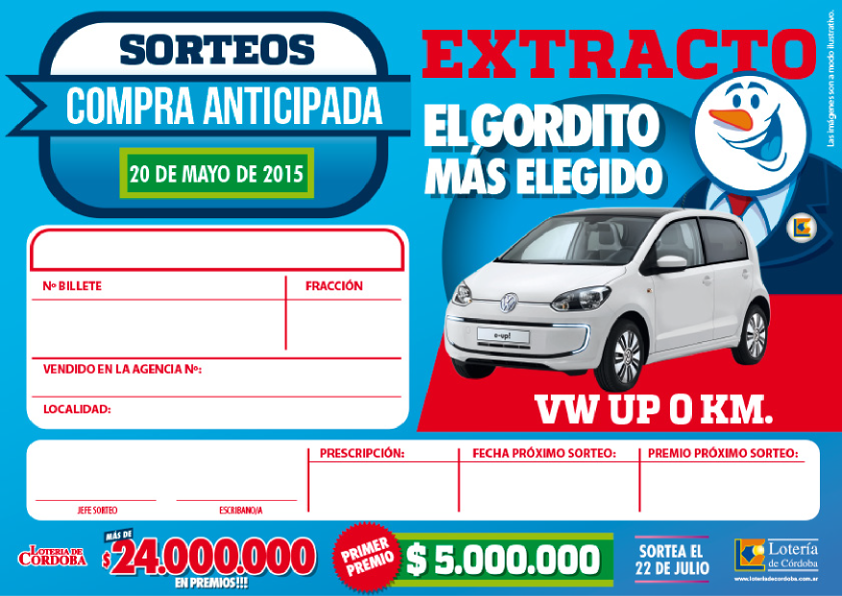 SORTEOS
COMPRA ANTICIPADA
20 DE MAYO DE 2015
EXTRACTO
EL GORDITO
MÁS ELEGIDO
Las imágenes son a modo ilustrativo.
e-up!
VW UP 0 KM.
Nº BILLETE
FRACCIÓN
VENDIDO EN LA AGENCIA Nº:
LOCALIDAD:
PRESCRIPCIÓN:
FECHA PRÓXIMO SORTEO:
PREMIO PRÓXIMO SORTEO:
JEFE SORTEO
ESCRIBANO/A
LOTERIA DE
CÓRDOBA
MÁS DE
$24.000.000
EN PREMIOS!!!
PRIMER
PREMIO
$ 5.000.000
SORTEA EL
22 DE JULIO
Lotería
de Córdoba
www.loteriadecordoba.com.ar